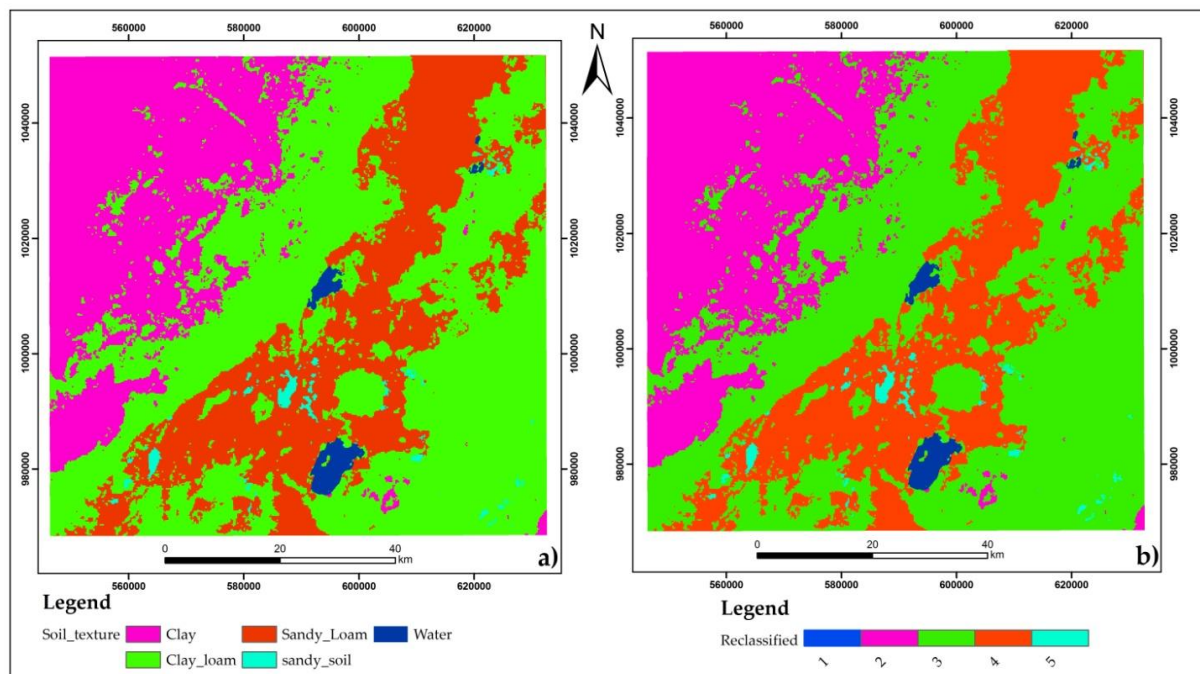 N
560000 580000 600000 620000
560000 580000 600000 620000
1040000
1020000
1000000
980000
1040000
1020000
1000000
980000
1040000
1020000
1000000
980000
1040000
1020000
1000000
980000
0 20 40
km
a)
0 20 40
km
b)
560000 580000 600000 620000
560000 580000 600000 620000
Legend
Soil_texture Clay Sandy_Loam Water
Clay_loam sandy_soil
Legend
Reclassified
1 2 3 4 5